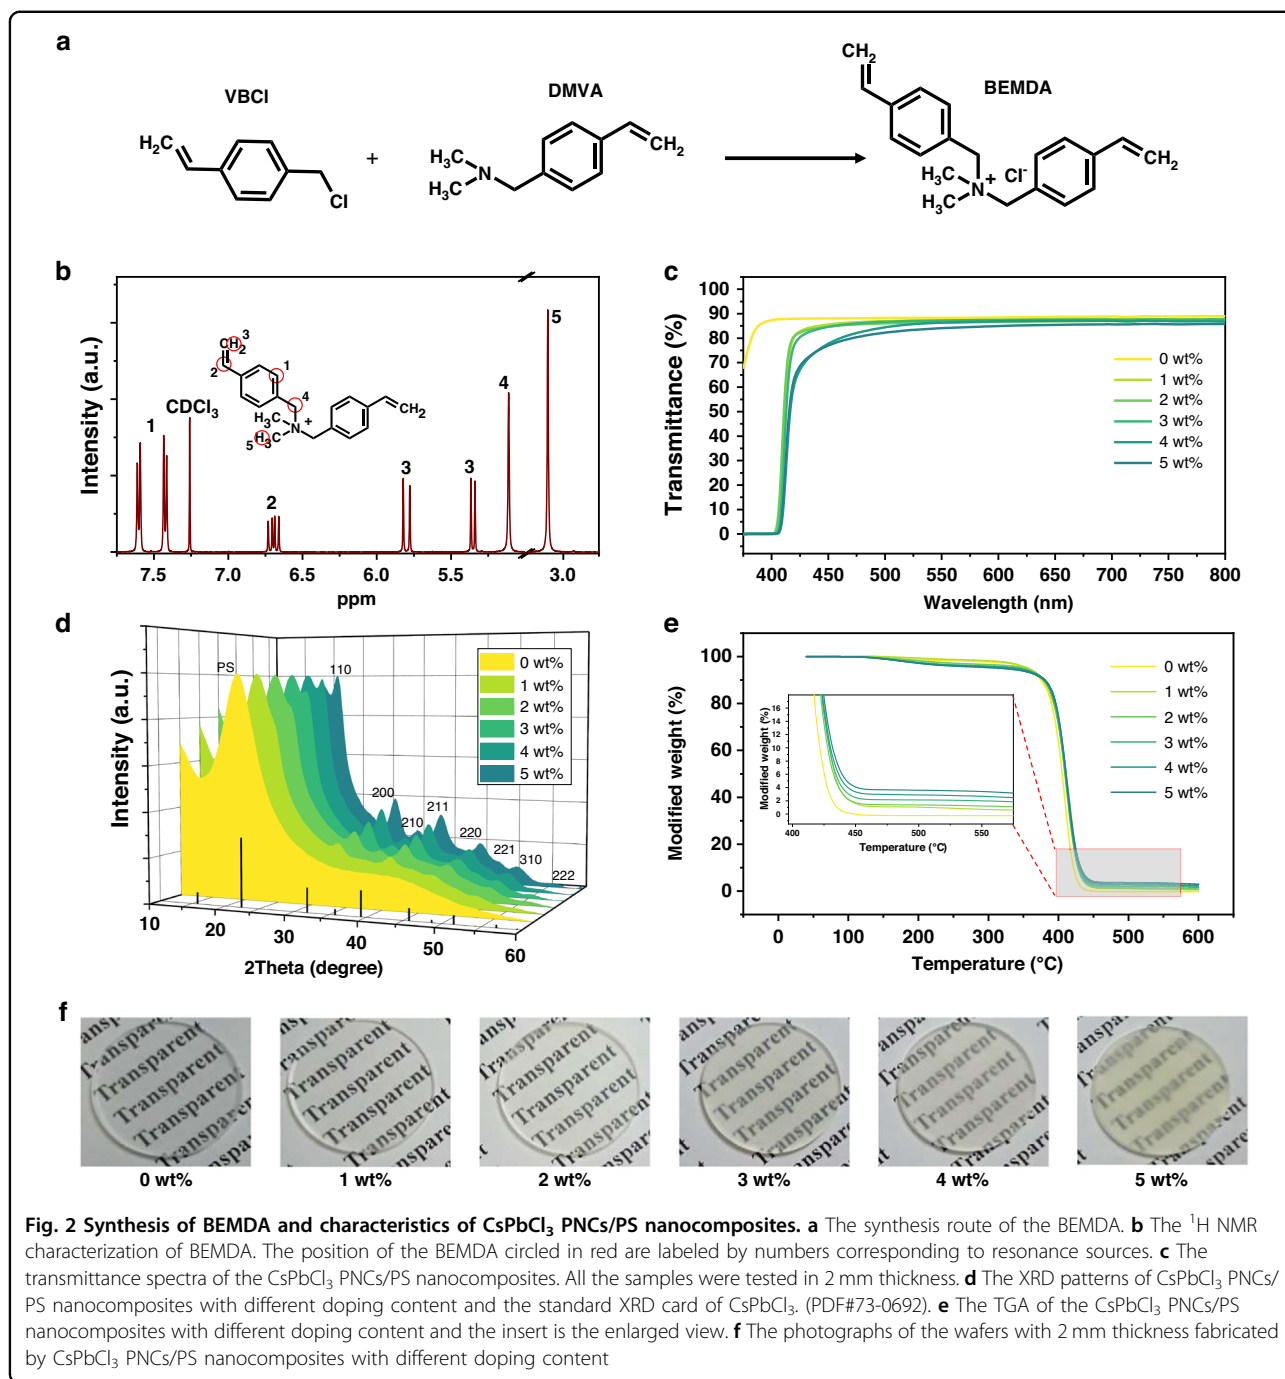 a
VBCl
DMVA
BEMDA
H₂C
Cl
+
CH₃
H₃C
N
H₃C
CH₂
CH₂
H₃C
N
+
Cl⁻
H₃C
CH₂
b
Intensity (a.u.)
1
CDCl₃
2
3
3
4
5
3
CH₂
2
1
4
H₃C
N
+
5
H₃C
CH₂
7.5 7.0 6.5 6.0 5.5 3.0
ppm
c
Transmittance (%)
100
90
80
70
60
50
40
30
20
10
0
0 wt%
1 wt%
2 wt%
3 wt%
4 wt%
5 wt%
400 450 500 550 600 650 700 750 800
Wavelength (nm)
d
Intensity (a.u.)
PS
110
200
210
211
220
221
310
222
0 wt%
1 wt%
2 wt%
3 wt%
4 wt%
5 wt%
10 20 30 40 50 60
2Theta (degree)
e
Modified weight (%)
100
80
60
40
20
0
0 wt%
1 wt%
2 wt%
3 wt%
4 wt%
5 wt%
Modified weight (%)
16
14
12
10
8
6
4
2
0
400 450 500 550
Temperature (°C)
0 100 200 300 400 500 600
Temperature (°C)
f
Transparent
Transparent
Transparent
Transparent
Transparent
Transparent
0 wt%
1 wt%
2 wt%
3 wt%
4 wt%
5 wt%
Fig. 2 Synthesis of BEMDA and characteristics of CsPbCl₃ PNCs/PS nanocomposites. a The synthesis route of the BEMDA. b The ¹H NMR
characterization of BEMDA. The position of the BEMDA circled in red are labeled by numbers corresponding to resonance sources. c The
transmittance spectra of the CsPbCl₃ PNCs/PS nanocomposites. All the samples were tested in 2 mm thickness. d The XRD patterns of CsPbCl₃ PNCs/
PS nanocomposites with different doping content and the standard XRD card of CsPbCl₃. (PDF#73-0692). e The TGA of the CsPbCl₃ PNCs/PS
nanocomposites with different doping content and the insert is the enlarged view. f The photographs of the wafers with 2 mm thickness fabricated
by CsPbCl₃ PNCs/PS nanocomposites with different doping content